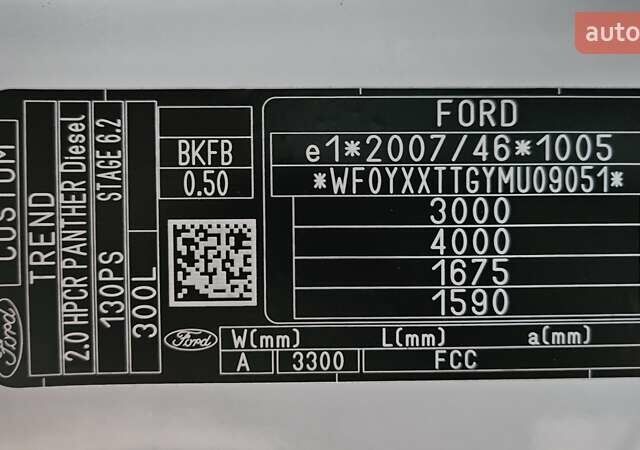 auto
CUSTOM
TREND
2.0 HPCR PANTHER Diesel
130PS STAGE 6.2
300L
Ford
BKFB
0.50
FORD
e1*2007/46*1005
*WF0YXXTTGYMU09051*
3000
4000
1675
1590
Ford
W(mm) L(mm) a(mm)
A 3300 FCC